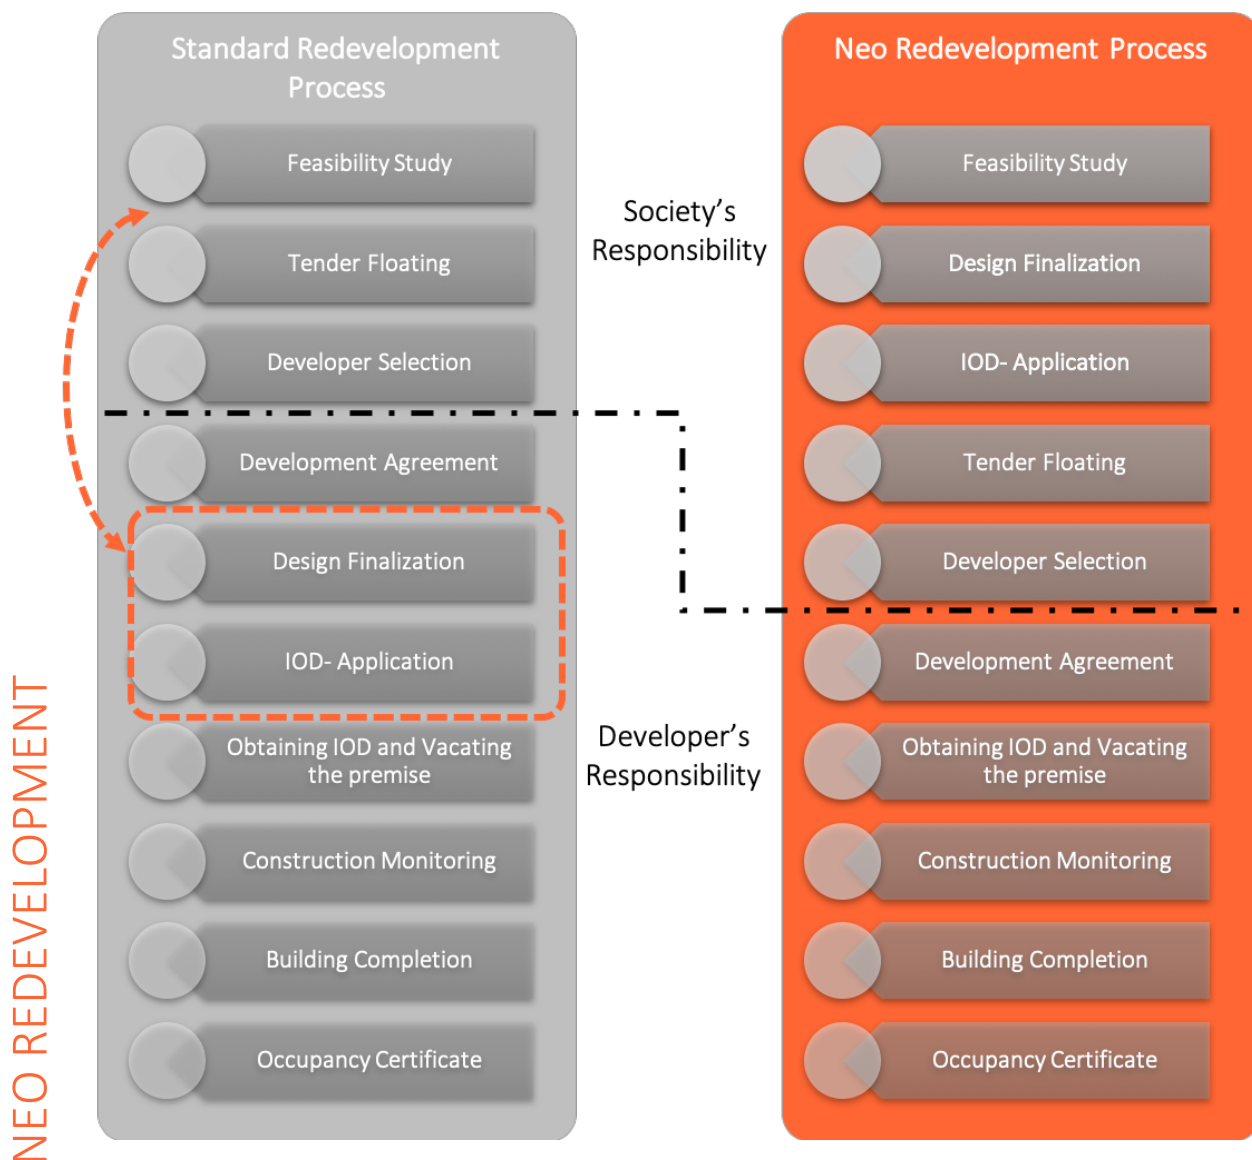 Standard Redevelopment
Process
Feasibility Study
Tender Floating
Developer Selection
Development Agreement
Design Finalization
IOD- Application
Obtaining IOD and Vacating
the premise
Construction Monitoring
Building Completion
Occupancy Certificate
Society's
Responsibility
Developer's
Responsibility
Neo Redevelopment Process
Feasibility Study
Design Finalization
IOD- Application
Tender Floating
Developer Selection
Development Agreement
Obtaining IOD and Vacating
the premise
Construction Monitoring
Building Completion
Occupancy Certificate
NEO REDEVELOPMENT